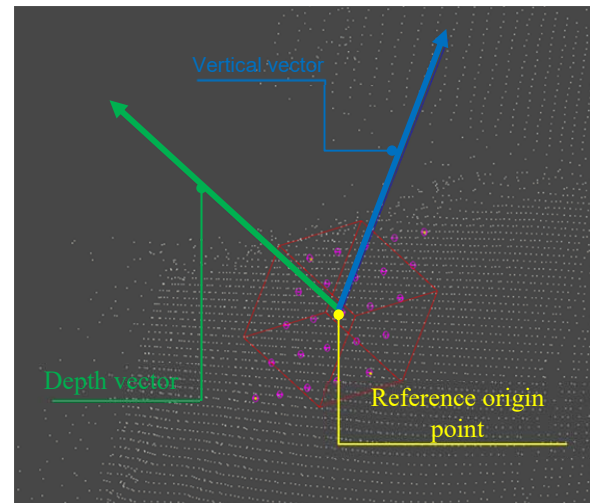 Vertical vector
Depth vector
Reference origin
point